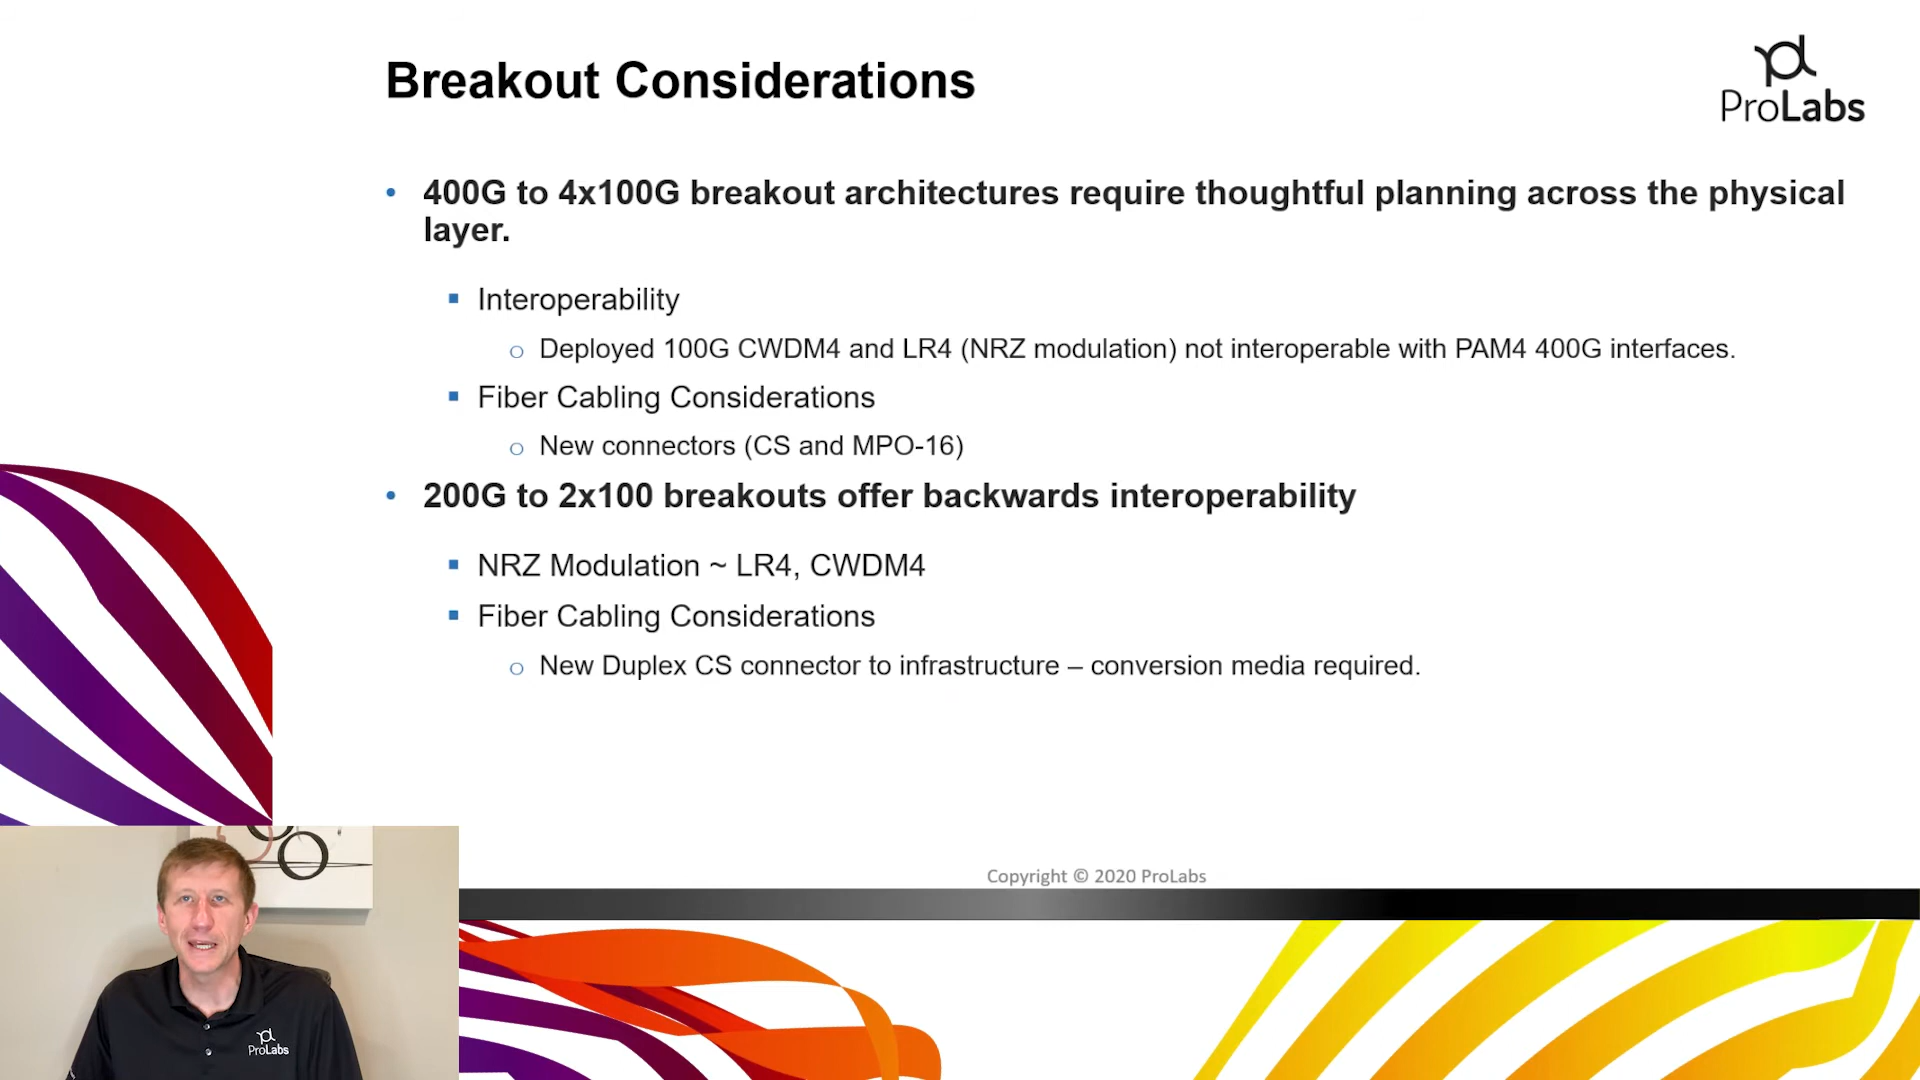 Breakout Considerations
ProLabs
• 400G to 4x100G breakout architectures require thoughtful planning across the physical
layer.
▪ Interoperability
o Deployed 100G CWDM4 and LR4 (NRZ modulation) not interoperable with PAM4 400G interfaces.
▪ Fiber Cabling Considerations
o New connectors (CS and MPO-16)
• 200G to 2x100 breakouts offer backwards interoperability
▪ NRZ Modulation ~ LR4, CWDM4
▪ Fiber Cabling Considerations
o New Duplex CS connector to infrastructure – conversion media required.
Copyright © 2020 ProLabs
ProLabs